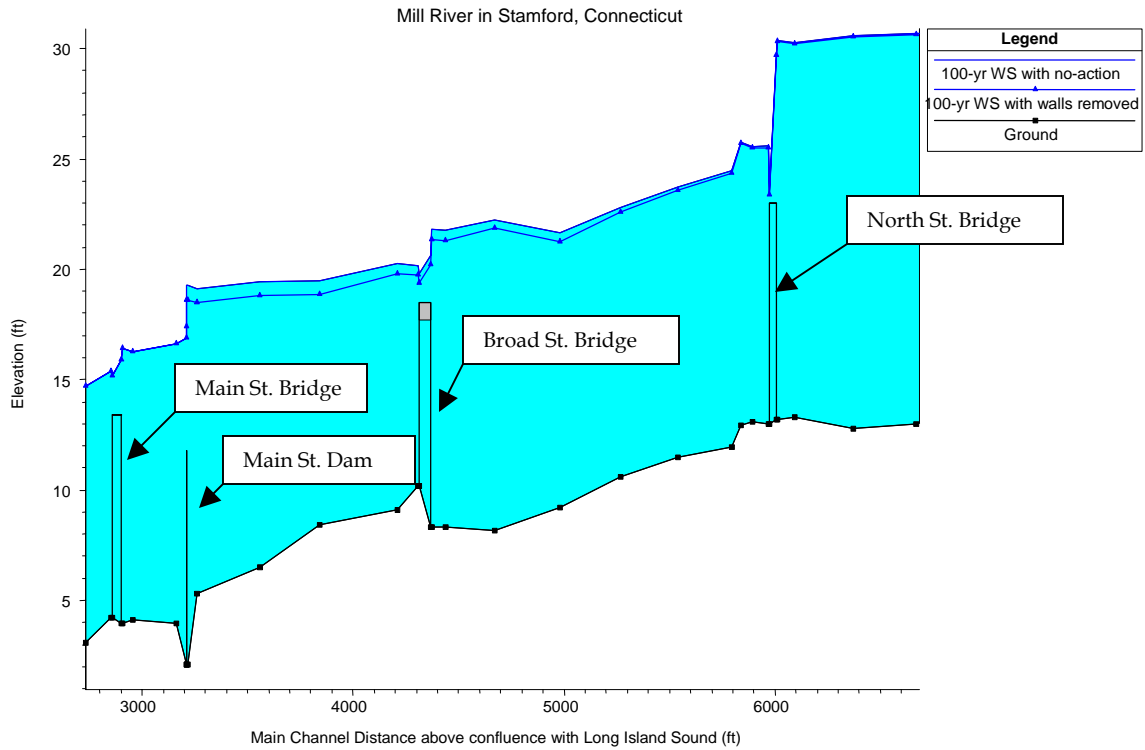 Mill River in Stamford, Connecticut
Legend
100-yr WS with no-action
100-yr WS with walls removed
Ground
30
25
20
15
10
5
Elevation (ft)
North St. Bridge
Broad St. Bridge
Main St. Bridge
Main St. Dam
3000
4000
5000
6000
Main Channel Distance above confluence with Long Island Sound (ft)